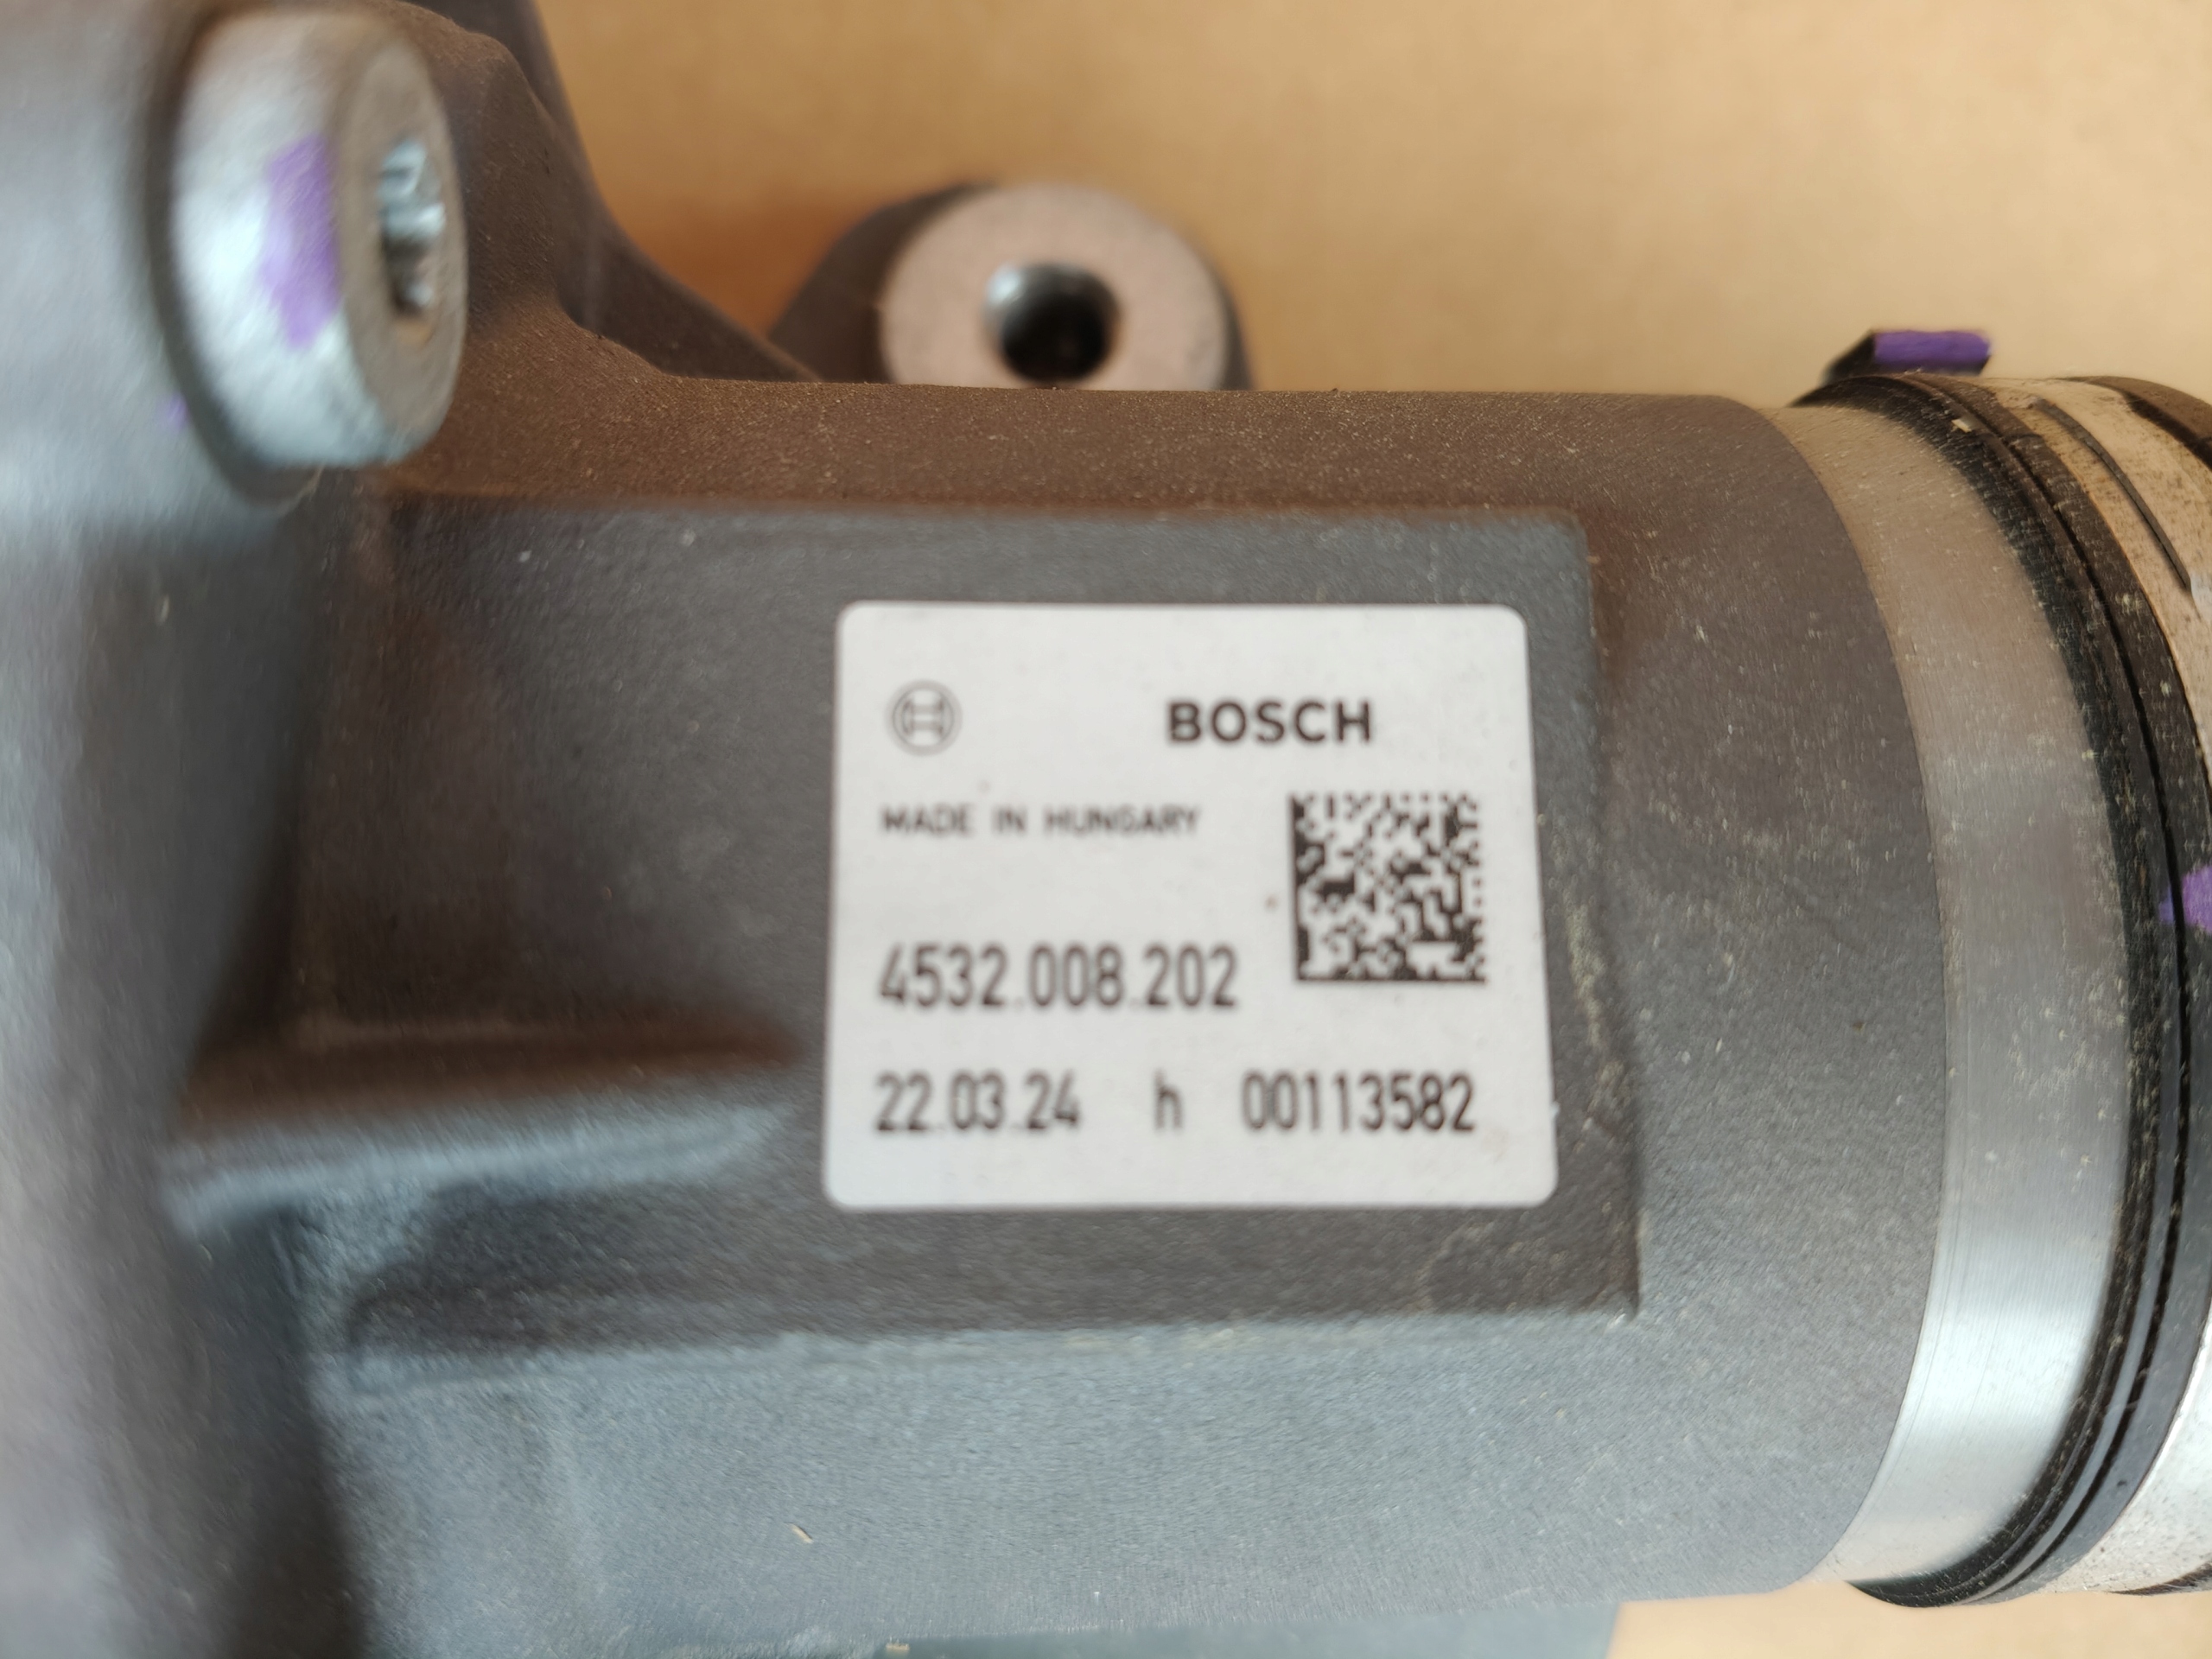 BOSCH
MADE IN HUNGARY
4532.008.202
22.03.24 h 00113582